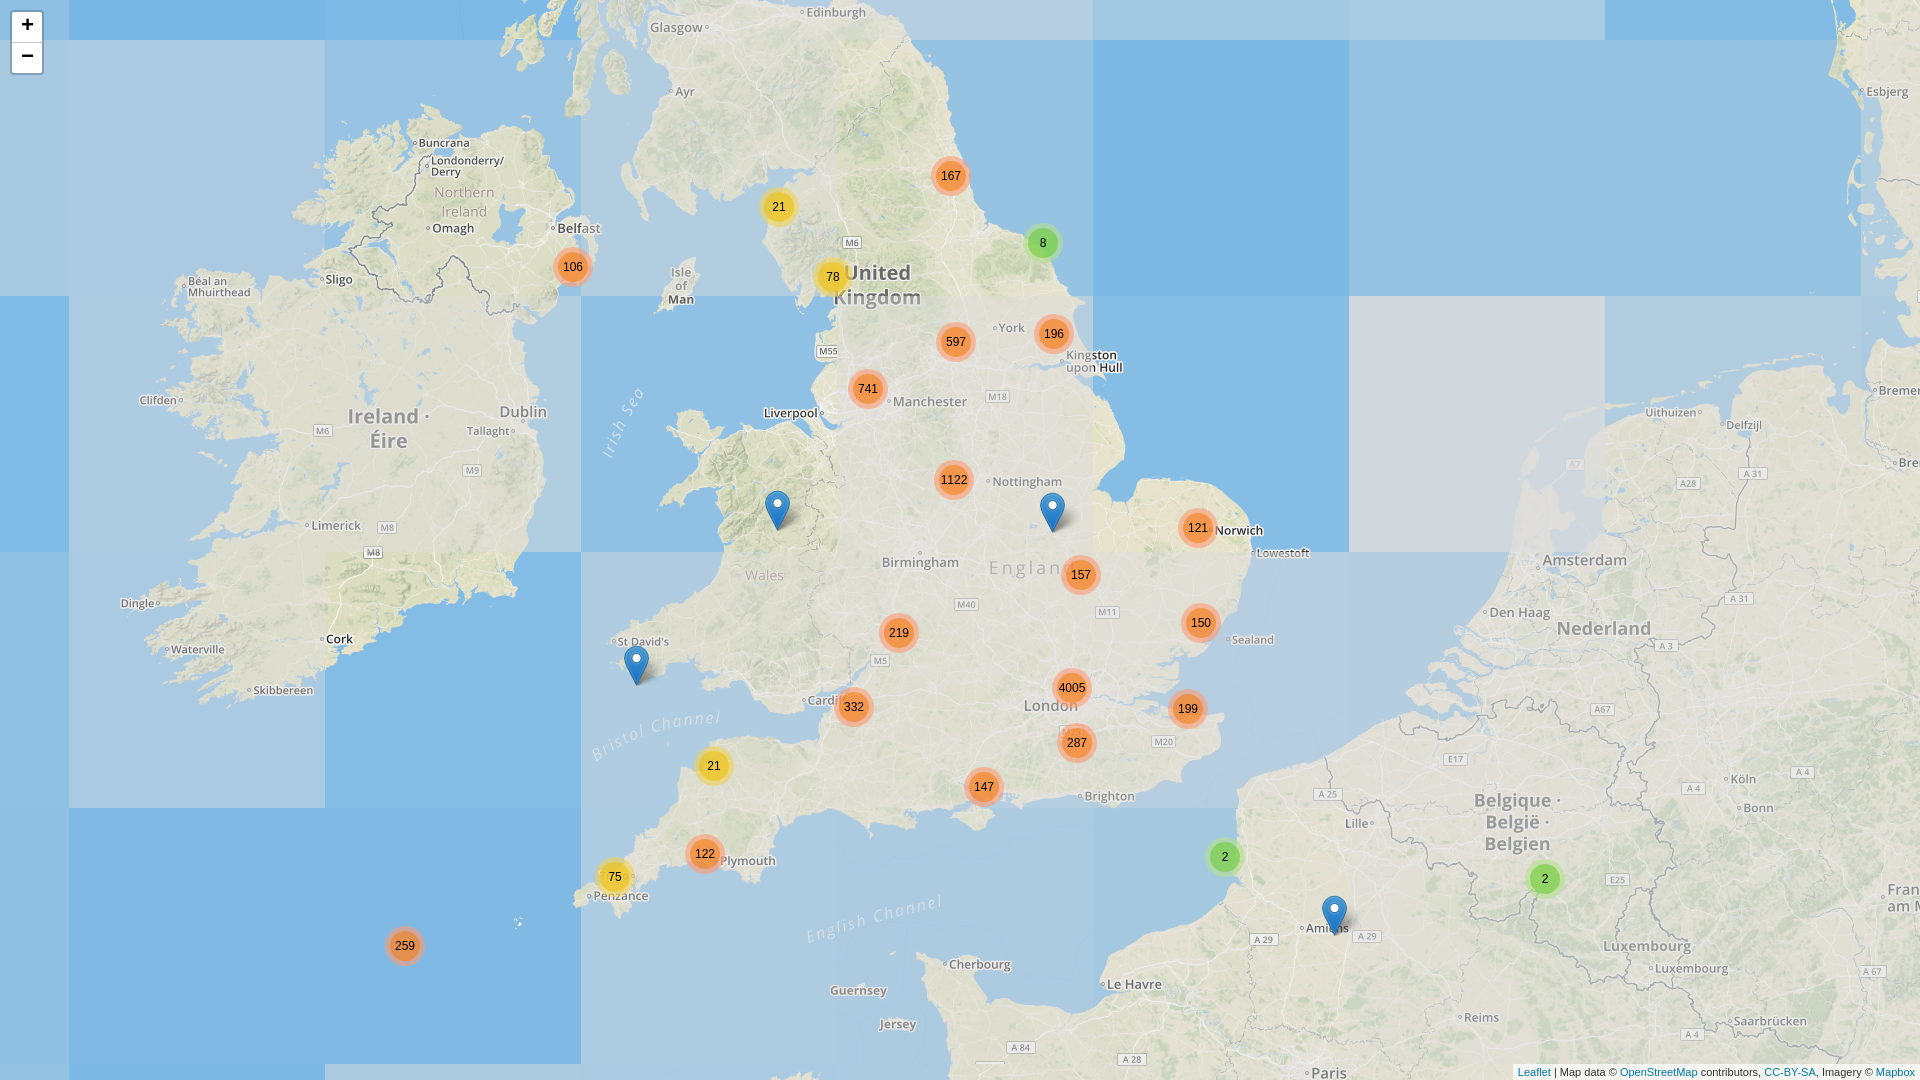 +
−
Edinburgh
Glasgow
Ayr
Esbjerg
Buncrana
Londonderry/
Derry
167
Northern
Ireland
21
Omagh
Belfast
M6
8
106
Isle
of
Man
78
United
Kingdom
Sligo
Béal an
Mhuirthead
597
York
196
M55
Kingston
upon Hull
741
Manchester
M18
Clifden
Irish Sea
Liverpool
Ireland ·
Éire
Dublin
Tallaght
M6
M9
Uithuizen
Delfzijl
A7
A 31
A28
1122
Nottingham
Limerick
M8
M8
121
Norwich
Lowestoft
Birmingham
Wales
Englan
157
Amsterdam
Dingle
M40
M11
Den Haag
A 31
Cork
219
150
Sealand
Nederland
St David's
Waterville
M5
A 3
Skibbereen
Cardiff
332
4005
London
199
A67
Bristol Channel
287
M20
E17
21
147
Brighton
A 25
Köln
A 4
A 4
Bonn
Belgique ·
België ·
Belgien
Lille
122
Plymouth
2
75
Penzance
2
E25
259
English Channel
Amiens
A 29
A 29
Luxembourg
Luxembourg
A 67
Cherbourg
Le Havre
Guernsey
Jersey
Reims
Saarbrücken
A 84
A 28
A 4
Paris
Leaflet | Map data © OpenStreetMap contributors, CC-BY-SA, Imagery © Mapbox